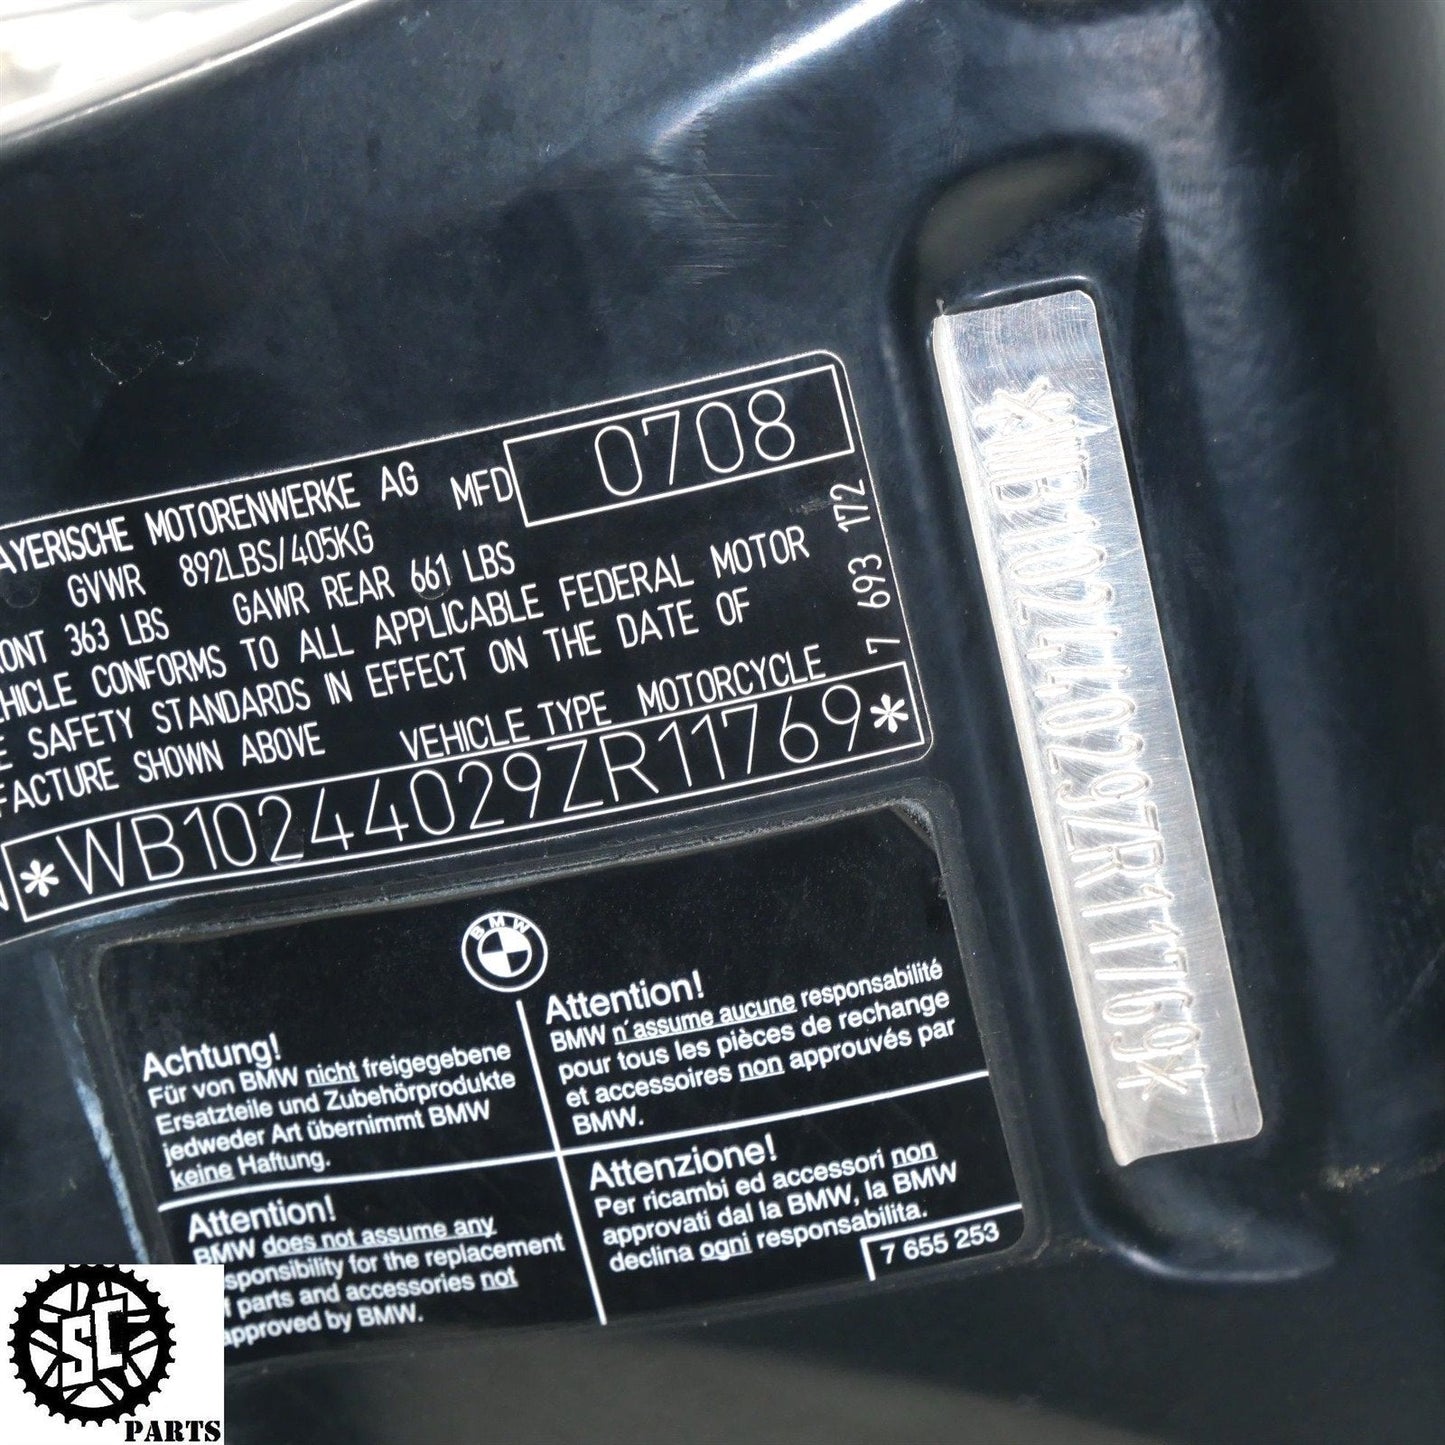 AYERISCHE MOTORENWERKE AG MFD 0708
GVWR 892LBS/405KG
ONT 363 LBS GAWR REAR 661 LBS
HICLE CONFORMS TO ALL APPLICABLE FEDERAL MOTOR
E SAFETY STANDARDS IN EFFECT ON THE DATE OF
FACTURE SHOWN ABOVE VEHICLE TYPE MOTORCYCLE
7 693 172
*WB10244029ZR11769*
*WB10244029ZR11769*
BMW
Achtung!
Für von BMW nicht freigegebene
Ersatzteile und Zubehörprodukte
jedweder Art übernimmt BMW
keine Haftung.
Attention!
BMW n'assume aucune responsabilité
pour tous les pièces de rechange
et accessoires non approuvés par
BMW.
Attention!
BMW does not assume any
sponsibility for the replacement
f parts and accessories not
approved by BMW.
Attenzione!
Per ricambi ed accessori non
approvati dal la BMW, la BMW
declina ogni responsabilita.
7 655 253
SC
PARTS